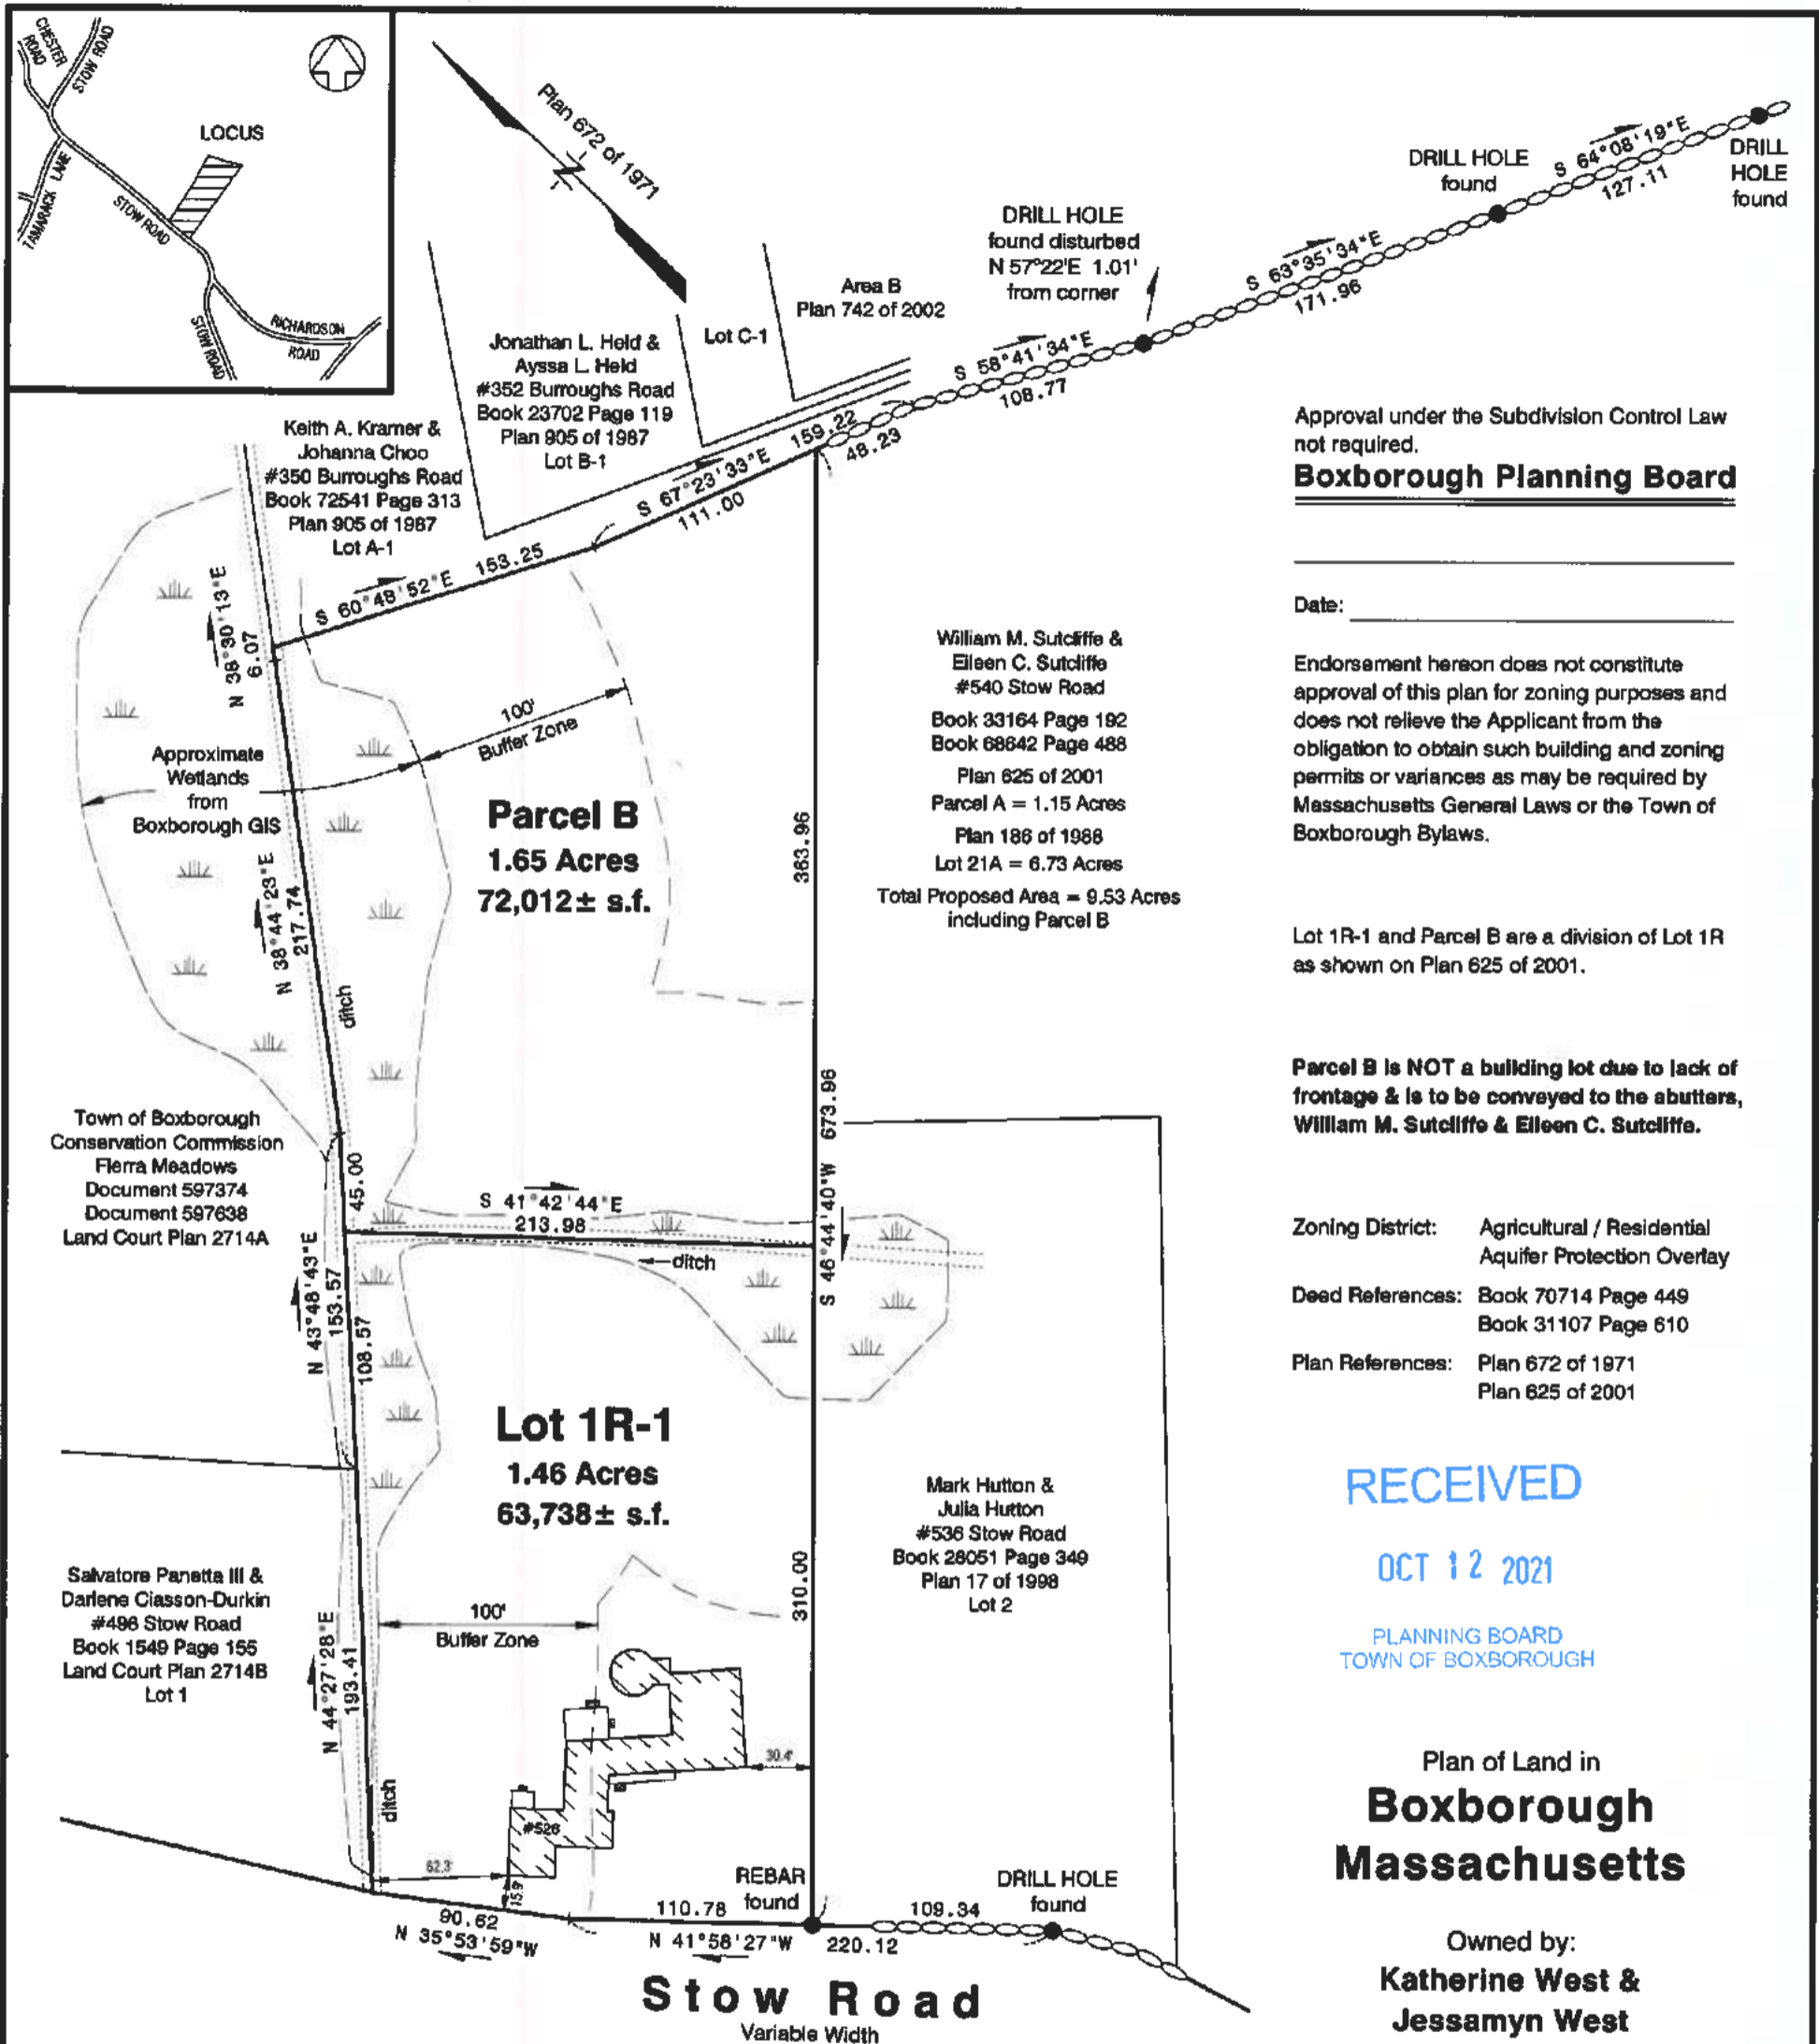 CHESTER
ROAD
STOW ROAD
LOCUS
TAMARACK LANE
STOW ROAD
STOW ROAD
RICHARDSON
ROAD
Plan 672 of 1971
N
DRILL HOLE
found
S 64°08'19"E
127.11
DRILL
HOLE
found
DRILL HOLE
found disturbed
N 57°22'E 1.01'
from corner
S 63°35'34"E
171.96
Area B
Plan 742 of 2002
Lot C-1
Jonathan L. Held &
Ayssa L. Held
#352 Burroughs Road
Book 23702 Page 119
Plan 905 of 1987
Lot B-1
S 58°41'34"E
108.77
Keith A. Kramer &
Johanna Choo
#350 Burroughs Road
Book 72541 Page 313
Plan 905 of 1987
Lot A-1
159.22
48.23
S 67°23'33"E
111.00
S 60°48'52"E 153.25
N 38°30'13"E
6.07
Approval under the Subdivision Control Law
not required.
Boxborough Planning Board
Date:
Endorsement hereon does not constitute
approval of this plan for zoning purposes and
does not relieve the Applicant from the
obligation to obtain such building and zoning
permits or variances as may be required by
Massachusetts General Laws or the Town of
Boxborough Bylaws.
100'
Buffer Zone
Approximate
Wetlands
from
Boxborough GIS
Parcel B
1.65 Acres
72,012± s.f.
William M. Sutcliffe &
Eileen C. Sutcliffe
#540 Stow Road
Book 33164 Page 192
Book 68642 Page 488
Plan 625 of 2001
Parcel A = 1.15 Acres
Plan 186 of 1988
Lot 21A = 6.73 Acres
Total Proposed Area = 9.53 Acres
including Parcel B
363.96
N 38°44'23"E
217.74
ditch
Lot 1R-1 and Parcel B are a division of Lot 1R
as shown on Plan 625 of 2001.
Parcel B is NOT a building lot due to lack of
frontage & is to be conveyed to the abutters,
William M. Sutcliffe & Eileen C. Sutcliffe.
Town of Boxborough
Conservation Commission
Flerra Meadows
Document 597374
Document 597638
Land Court Plan 2714A
45.00
S 41°42'44"E
213.98
ditch
S 46°44'40"W 673.96
N 43°48'43"E
153.57
108.57
Zoning District: Agricultural / Residential
Aquifer Protection Overlay
Deed References: Book 70714 Page 449
Book 31107 Page 610
Plan References: Plan 672 of 1971
Plan 625 of 2001
Lot 1R-1
1.46 Acres
63,738± s.f.
Mark Hutton &
Julia Hutton
#536 Stow Road
Book 28051 Page 349
Plan 17 of 1998
Lot 2
310.00
RECEIVED
OCT 12 2021
PLANNING BOARD
TOWN OF BOXBOROUGH
Salvatore Panetta III &
Darlene Ciasson-Durkin
#496 Stow Road
Book 1549 Page 155
Land Court Plan 2714B
Lot 1
N 44°27'28"E
193.41
100'
Buffer Zone
30.4'
ditch
#526
62.3'
15.9'
REBAR
found
DRILL HOLE
found
90.62
N 35°53'59"W
110.78
N 41°58'27"W
109.34
220.12
Stow Road
Variable Width
Plan of Land in
Boxborough
Massachusetts
Owned by:
Katherine West &
Jessamyn West